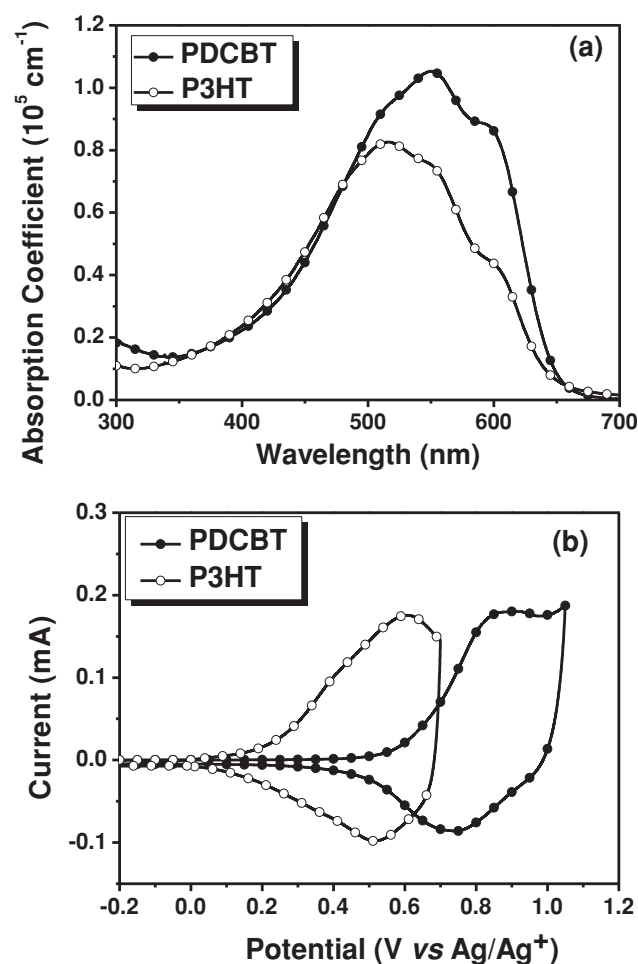 PDCBT
P3HT
(a)
1.2
1.0
0.8
0.6
0.4
0.2
0.0
Absorption Coefficient (10⁵ cm⁻¹)
300 400 500 600 700
Wavelength (nm)
PDCBT
P3HT
(b)
0.3
0.2
0.1
0.0
-0.1
Current (mA)
-0.2 0.0 0.2 0.4 0.6 0.8 1.0 1.2
Potential (V vs Ag/Ag⁺)